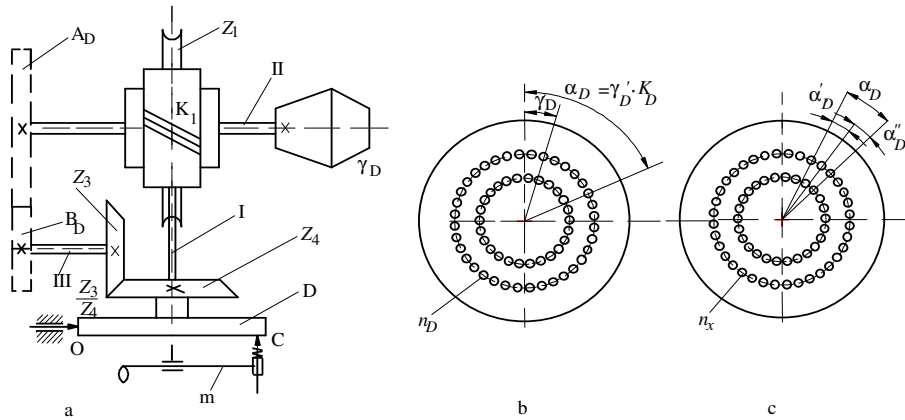 A_D
Z_1
II
K_1
γ_D
Z_3
B_D
I
Z_4
III
Z_3/Z_4
D
O
C
m
a
α_D =γ_D'·K_D
γ_D
n_D
b
α_D' α_D
α_D''
n_x
c